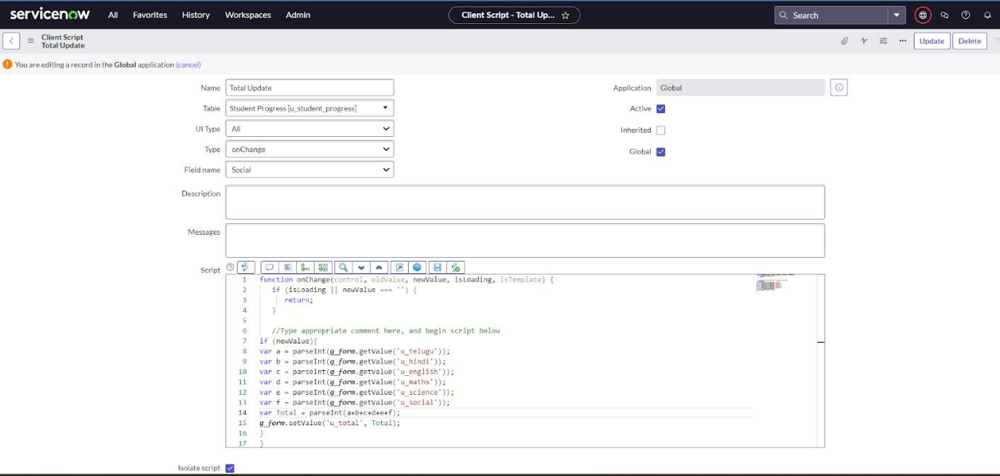 servicenow All Favorites History Workspaces Admin Client Script - Total Up... Search
Client Script
Total Update
Update Delete
You are editing a record in the Global application (cancel)
Name Total Update
Application Global
Table Student Progress [u_student_progress]
Active
UI Type All
Inherited
Type onChange
Global
Field name Social
Description
Messages
Script
1 function onChange(control, oldValue, newValue, isLoading, isTemplate) {
2 if (isLoading || newValue === '') {
3 return;
4 }
5
6 //Type appropriate comment here, and begin script below
7 if (newValue){
8 var a = parseInt(g_form.getValue('u_telugu'));
9 var b = parseInt(g_form.getValue('u_hindi'));
10 var c = parseInt(g_form.getValue('u_english'));
11 var d = parseInt(g_form.getValue('u_maths'));
12 var e = parseInt(g_form.getValue('u_science'));
13 var f = parseInt(g_form.getValue('u_social'));
14 var Total = parseInt(a+b+c+d+e+f);
15 g_form.setValue('u_total', Total);
16 }
17 }
Isolate script